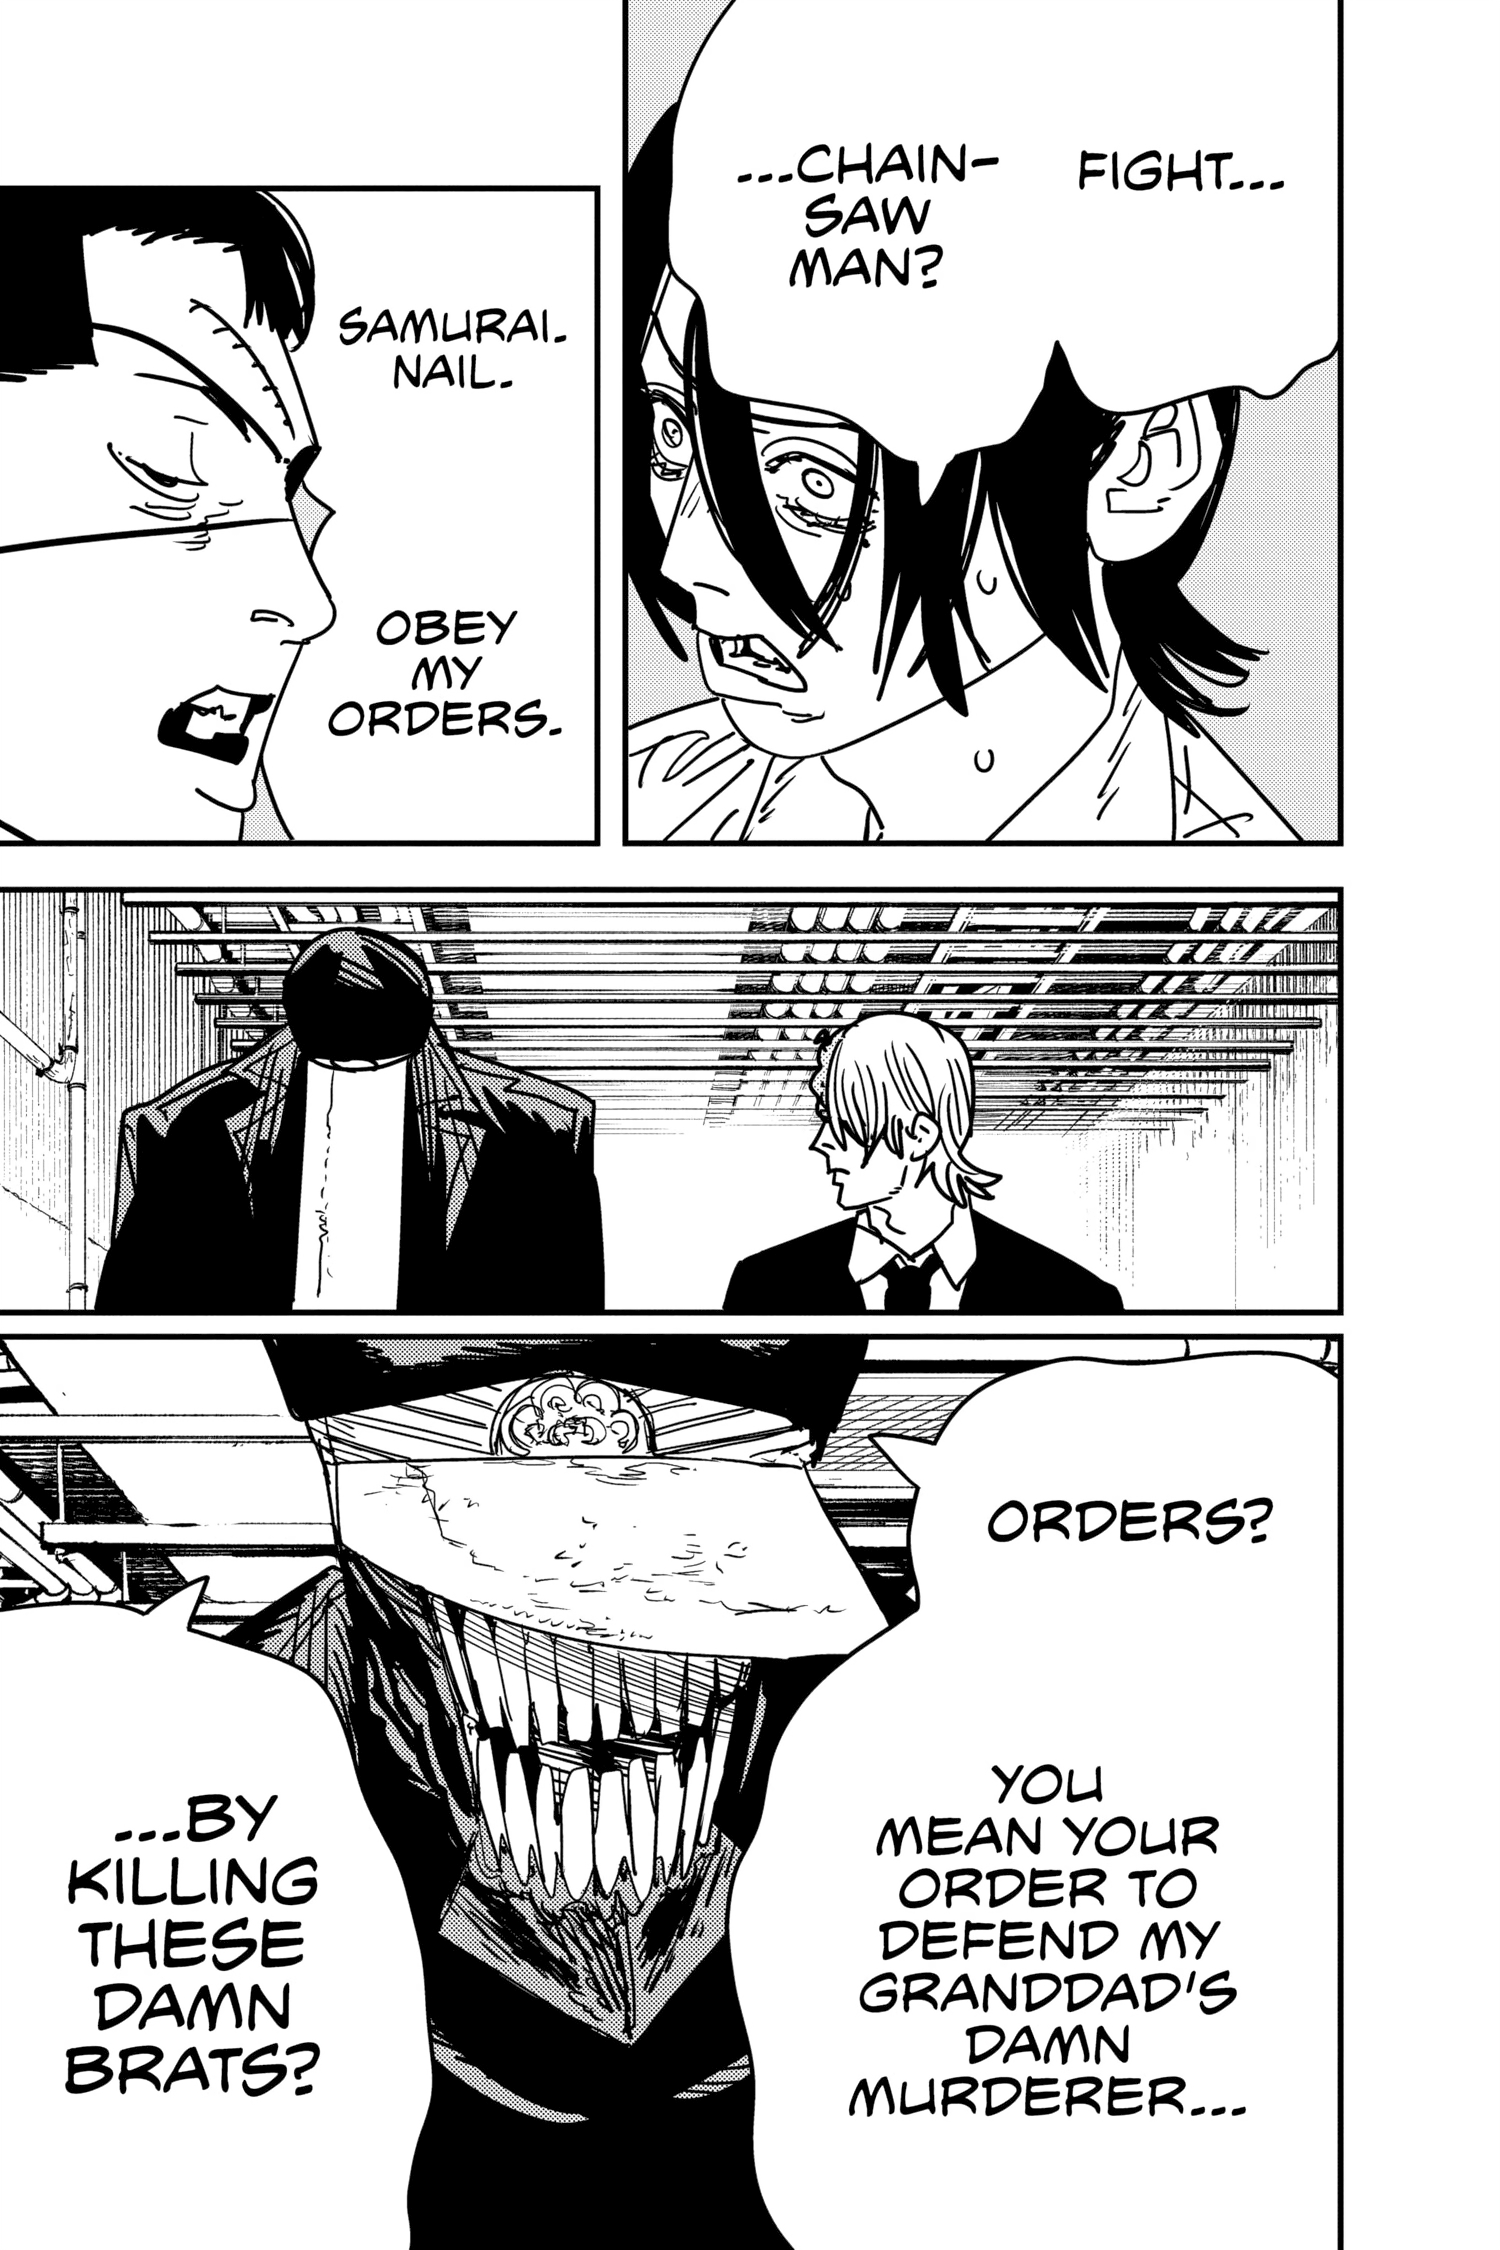 FIGHT...
...CHAIN-
SAW
MAN?
SAMURAI.
NAIL.
OBEY
MY
ORDERS.
ORDERS?
YOU
MEAN YOUR
ORDER TO
DEFEND MY
GRANDDAD'S
DAMN
MURDERER...
...BY
KILLING
THESE
DAMN
BRATS?